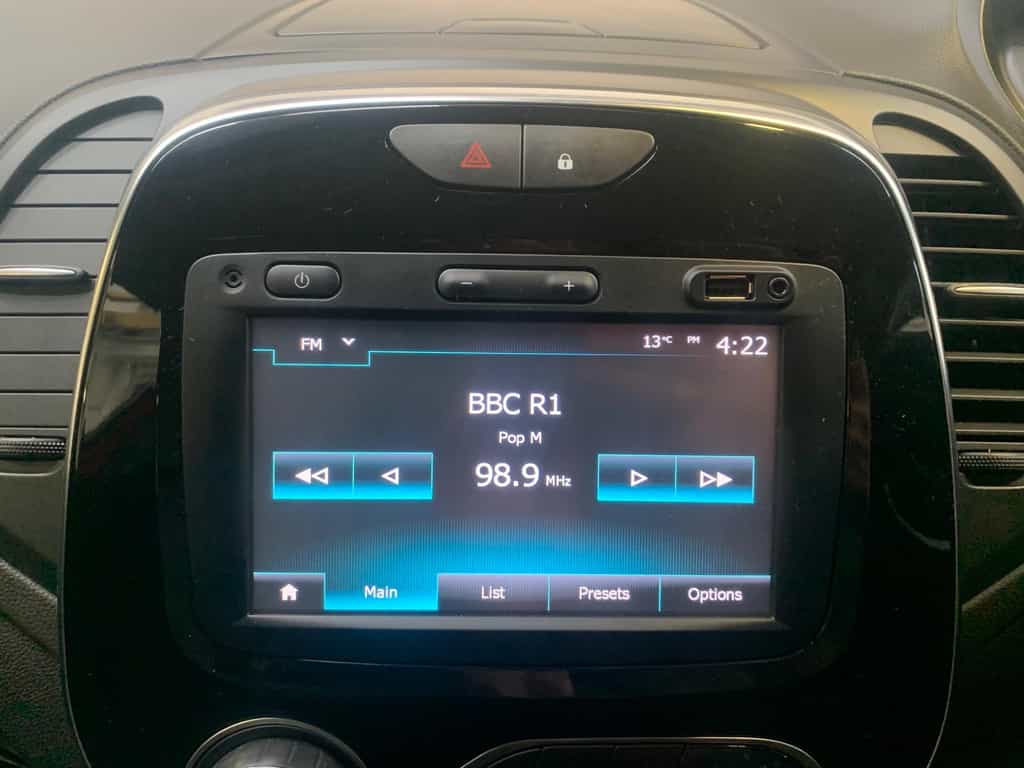 FM 13°C PM 4:22
BBC R1
Pop M
98.9 MHz
Main List Presets Options